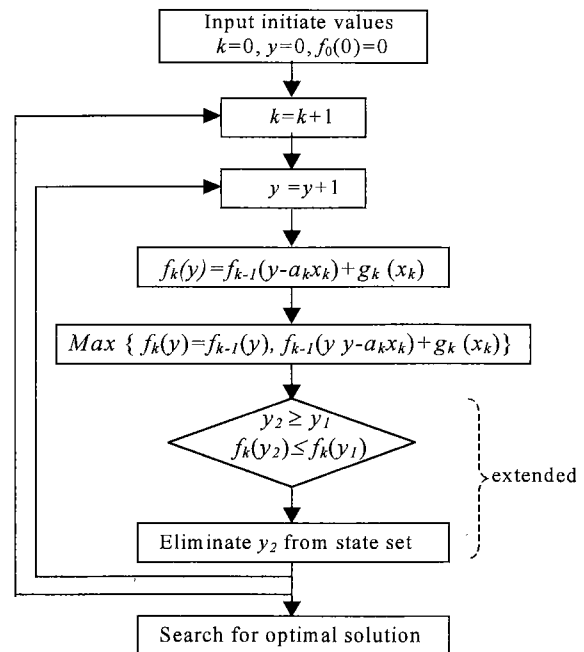 Input initiate values
k=0, y=0, f₀(0)=0
k=k+1
y =y+1
fₖ(y)=fₖ₋₁(y-aₖxₖ)+gₖ (xₖ)
Max { fₖ(y)=fₖ₋₁(y), fₖ₋₁(y y-aₖxₖ)+gₖ (xₖ)}
y₂ ≥ y₁
fₖ(y₂)≤ fₖ(y₁)
extended
Eliminate y₂ from state set
Search for optimal solution